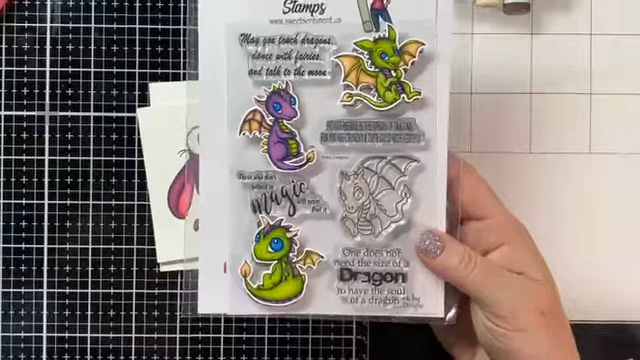 Stamps
www.sweetsentiment.us
May you touch dragons,
dance with fairies,
and talk to the moon
Those who don't
believe in
magic
will never
find it
One does not
need the size of a
Dragon
to have the soul
of a dragon